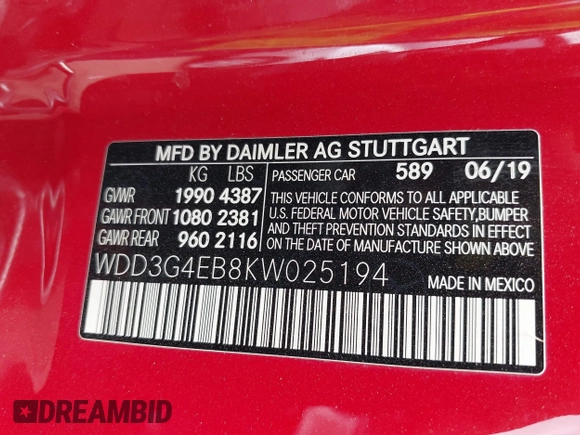 MFD BY DAIMLER AG STUTTGART
KG LBS
PASSENGER CAR 589 06/19
GVWR 1990 4387
GAWR FRONT 1080 2381
GAWR REAR 960 2116
THIS VEHICLE CONFORMS TO ALL APPLICABLE
U.S. FEDERAL MOTOR VEHICLE SAFETY, BUMPER
AND THEFT PREVENTION STANDARDS IN EFFECT
ON THE DATE OF MANUFACTURE SHOWN ABOVE.
WDD3G4EB8KW025194
MADE IN MEXICO
DREAMBID